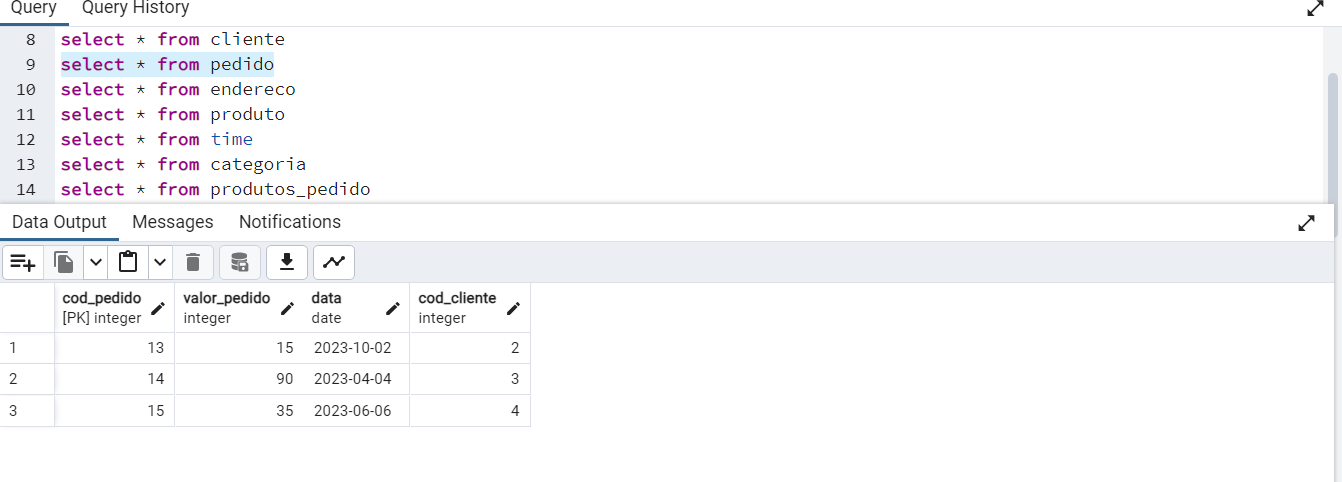 Query Query History
8 select * from cliente
9 select * from pedido
10 select * from endereco
11 select * from produto
12 select * from time
13 select * from categoria
14 select * from produtos_pedido
Data Output Messages Notifications
cod_pedido valor_pedido data cod_cliente
[PK] integer integer date integer
1 13 15 2023-10-02 2
2 14 90 2023-04-04 3
3 15 35 2023-06-06 4